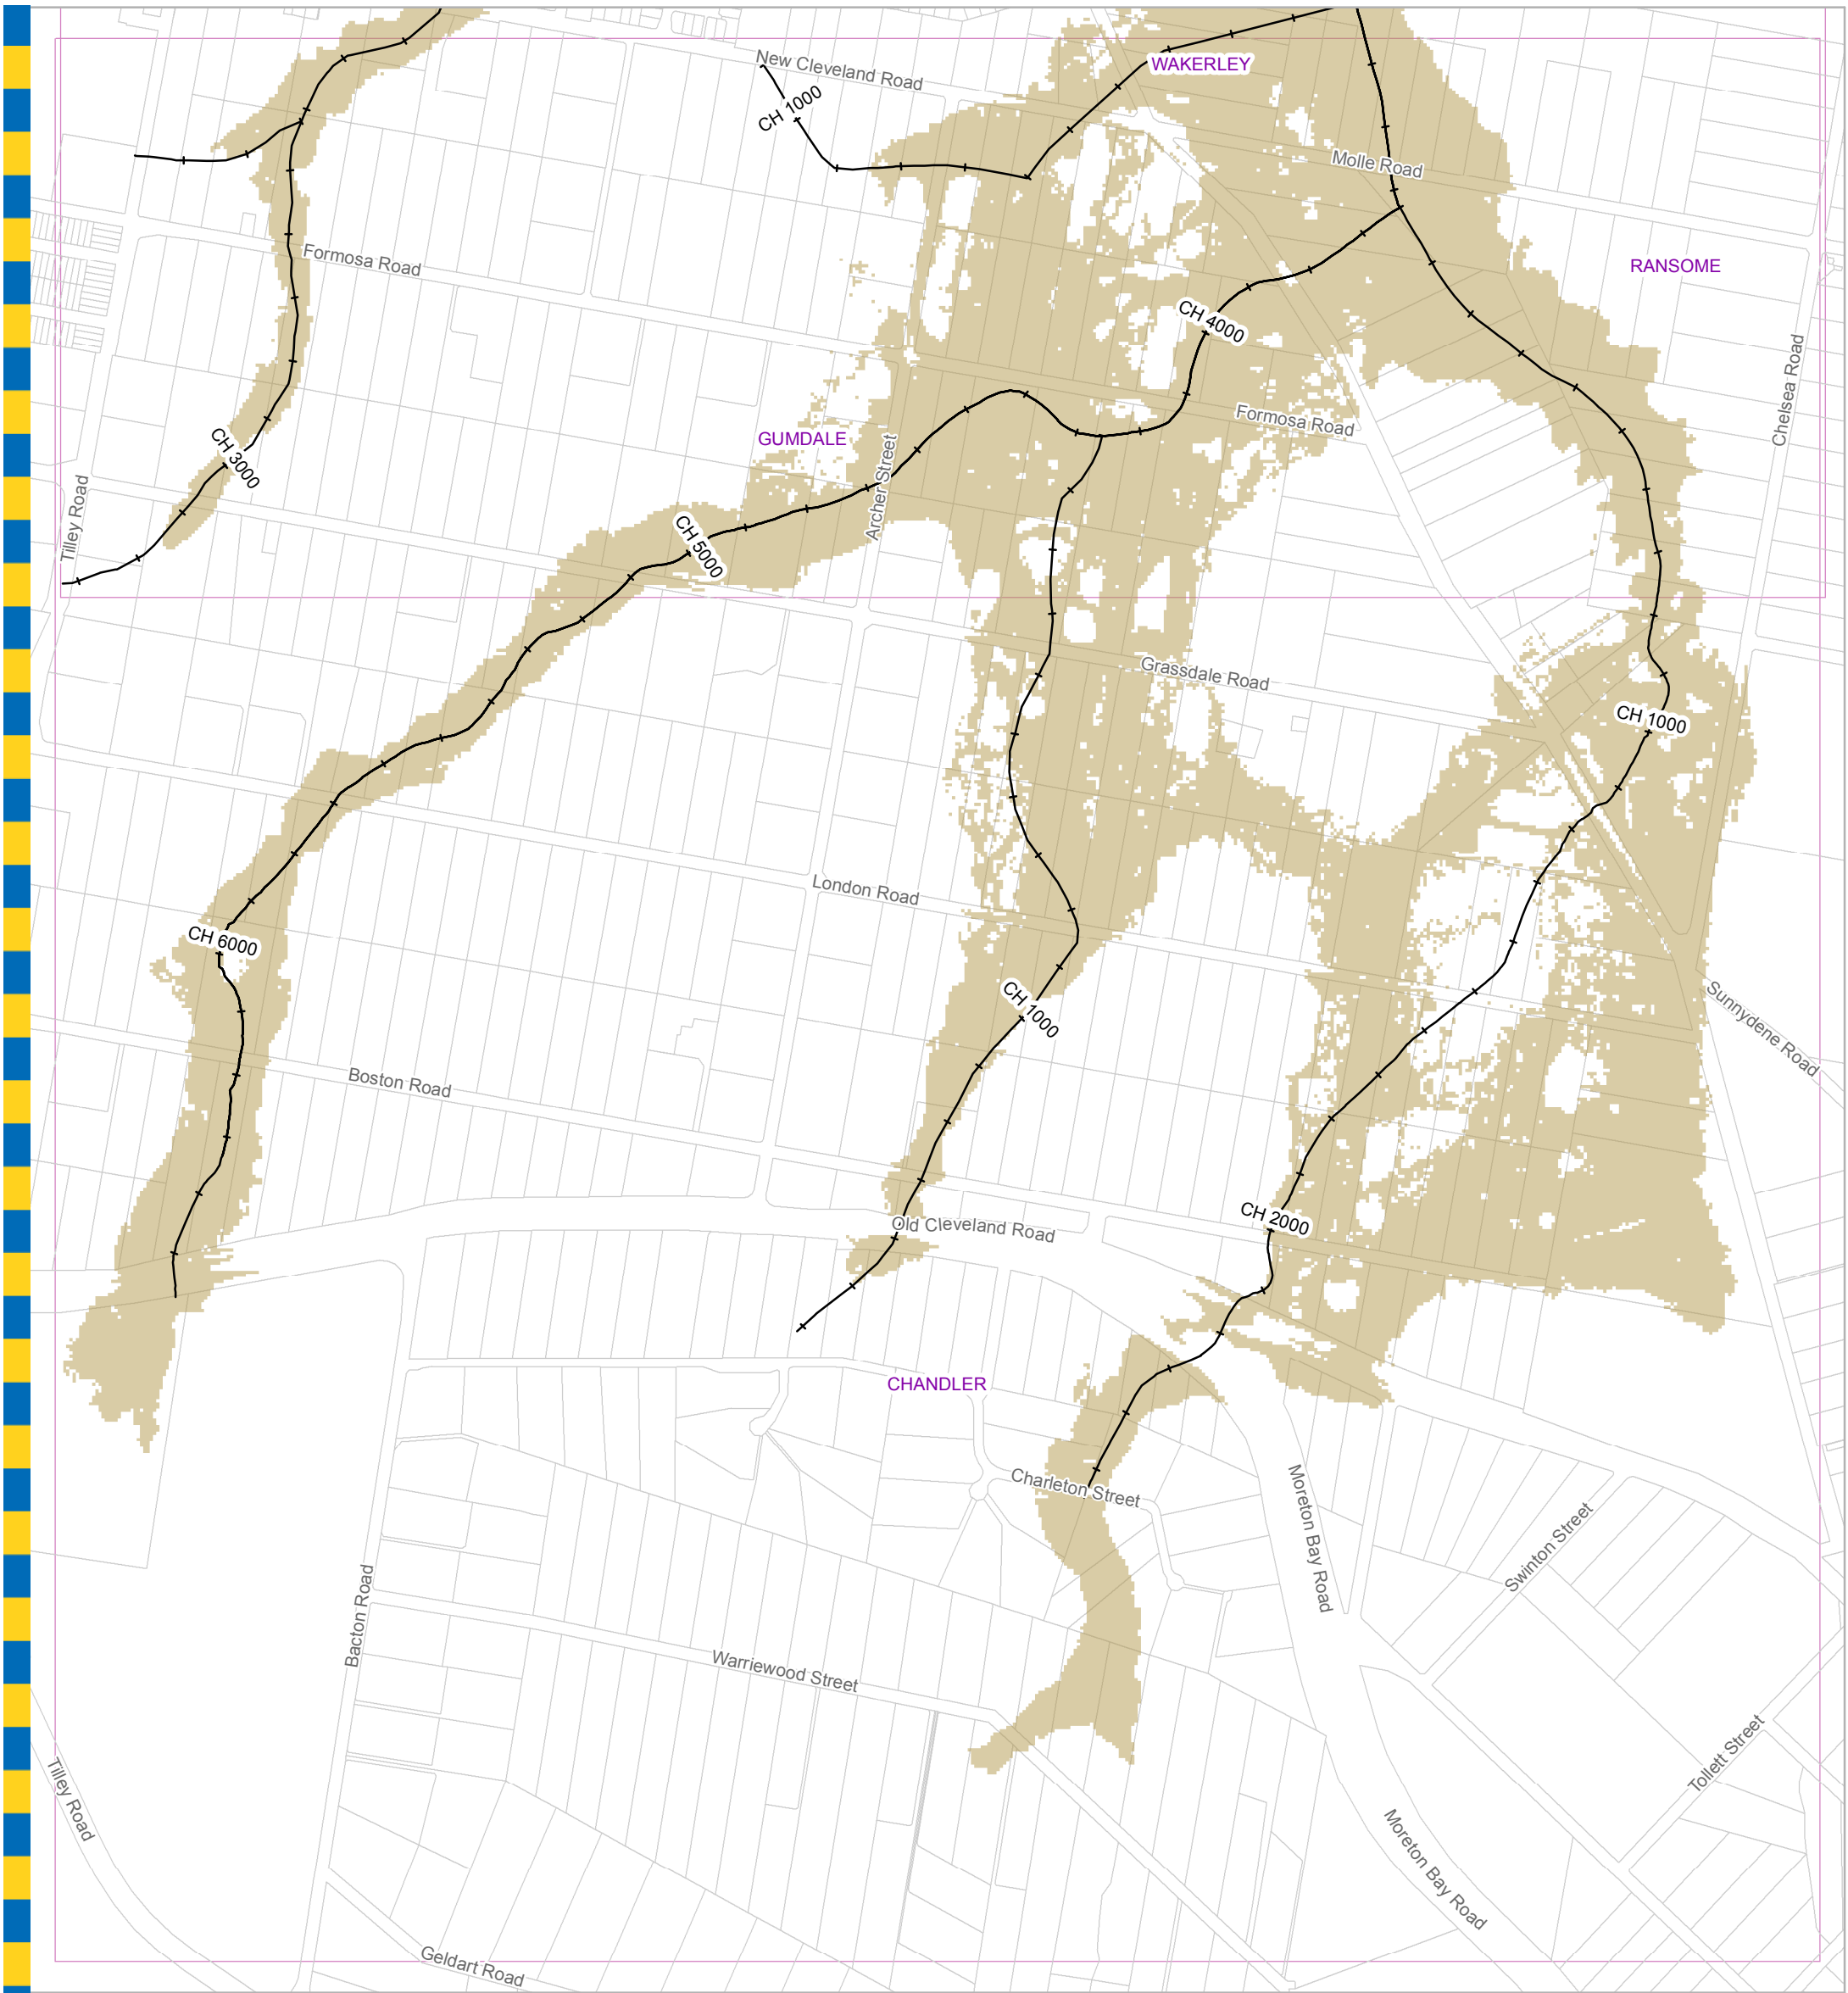 New Cleveland Road
WAKERLEY
CH 1000
Molle Road
Formosa Road
RANSOME
CH 4000
Chelsea Road
Formosa Road
GUMDALE
CH 3000
Archer Street
Tilley Road
CH 5000
Grassdale Road
CH 1000
London Road
CH 6000
CH 1000
Sunnydene Road
Boston Road
CH 2000
Old Cleveland Road
CHANDLER
Charleton Street
Moreton Bay Road
Swinton Street
Bacton Road
Warriewood Street
Tollett Street
Tilley Road
Moreton Bay Road
Geldart Road